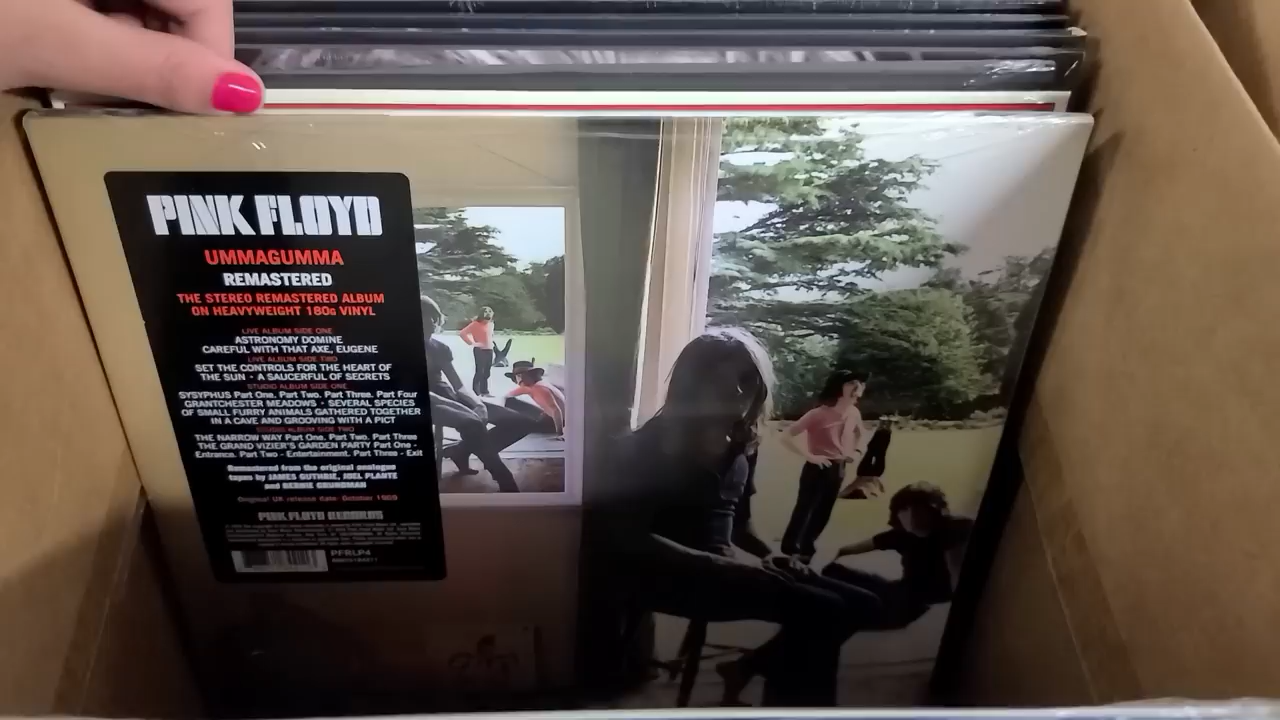 PINK FLOYD
UMMAGUMMA
REMASTERED
THE STEREO REMASTERED ALBUM
ON HEAVYWEIGHT 180G VINYL
LIVE ALBUM SIDE ONE
ASTRONOMY DOMINE
CAREFUL WITH THAT AXE, EUGENE
LIVE ALBUM SIDE TWO
SET THE CONTROLS FOR THE HEART OF
THE SUN - A SAUCERFUL OF SECRETS
STUDIO ALBUM SIDE ONE
SYSYPHUS Part One. Part Two. Part Three. Part Four
GRANTCHESTER MEADOWS - SEVERAL SPECIES
OF SMALL FURRY ANIMALS GATHERED TOGETHER
IN A CAVE AND GROOVING WITH A PICT
STUDIO ALBUM SIDE TWO
THE NARROW WAY Part One. Part Two. Part Three
THE GRAND VIZIER'S GARDEN PARTY Part One -
Entrance. Part Two - Entertainment. Part Three - Exit
Remastered from the original analogue
tapes by JAMES GUTHRIE, JOEL PLANTE
and BERNIE GRUNDMAN
Original UK release date: October 1969
PINK FLOYD RECORDS
PFRLP4